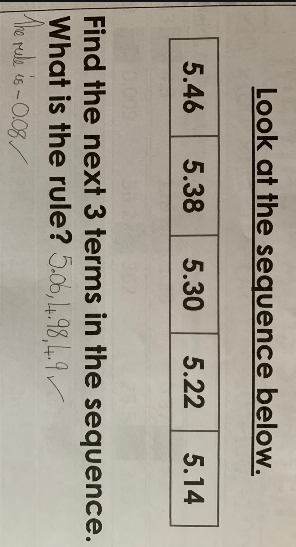 Look at the sequence below.
5.46 5.38 5.30 5.22 5.14
Find the next 3 terms in the sequence.
What is the rule? 5.06, 4.98, 4.9 ✓
The rule is - 0.08 ✓